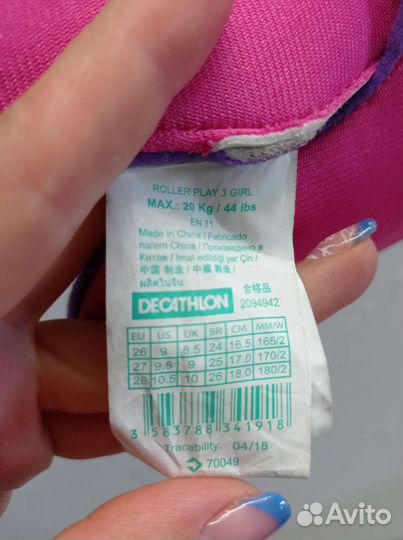 ROLLER PLAY 3 GIRL
MAX.: 20 Kg / 44 lbs
EN 71
Made in China / Fabricado
na/em China / Произведено в
Китае / İmal edildiği yer Çin /
中国 制造 / 中國 製造 /
ผลิตในจีน
合格品
DECATHLON 2094942
EU US UK BR CM MM/W
26 9 8.5 24 16.5 165/2
27 9.5 9 25 17.0 170/2
28 10.5 10 26 18.0 180/2
3 583788 341918
Tracability: 04/18
70049
Avito